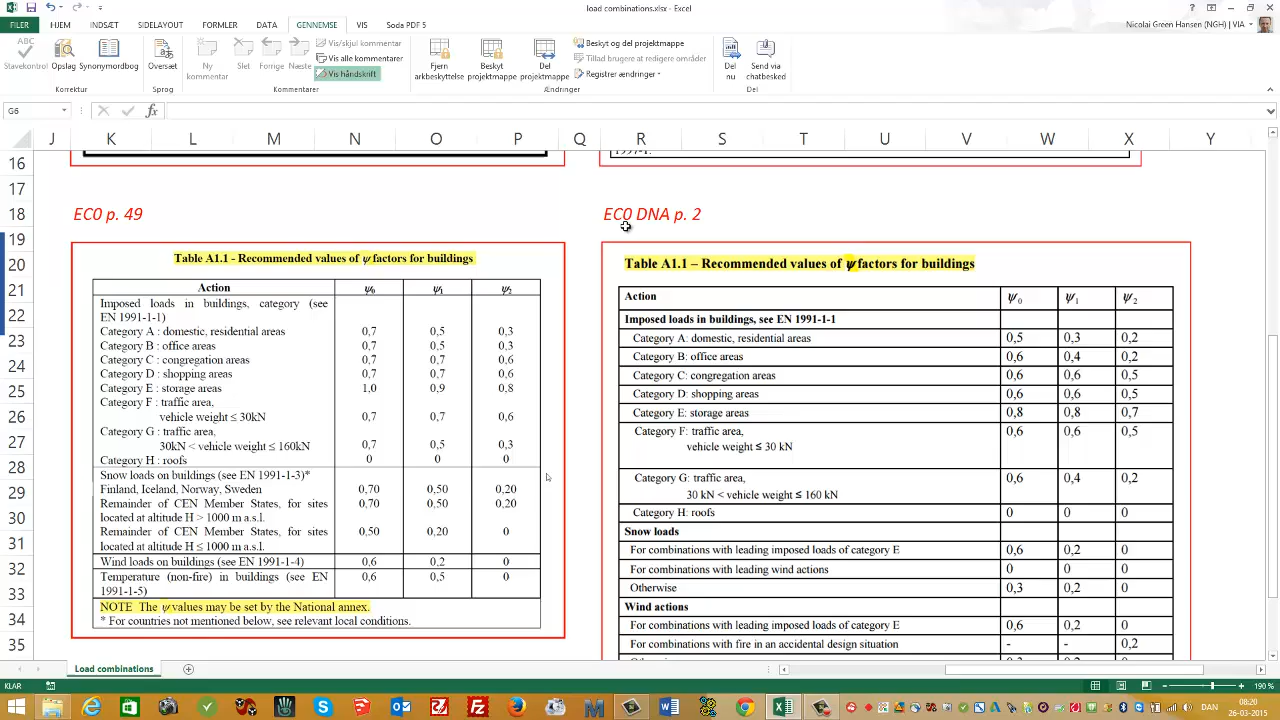 load combinations.xlsx - Excel
Nicolai Green Hansen (NGH) | VIA
FILER HJEM INDSÆT SIDELAYOUT FORMLER DATA GENNEMSE VIS Soda PDF 5
ABC
Stavekontrol Opslag Synonymordbog
Korrektur
Oversæt
Sprog
Ny kommentar Slet Forrige Næste
Vis/skjul kommentar
Vis alle kommentarer
Vis håndskrift
Kommentarer
Fjern arkbeskyttelse Beskyt projektmappe Del projektmappe
Beskyt og del projektmappe
Tillad brugere at redigere områder
Registrer ændringer
Ændringer
Del nu Send via chatbesked
Del
G6
J K L M N O P Q R S T U V W X Y
16
17
18
19
20
21
22
23
24
25
26
27
28
29
30
31
32
33
34
35
EC0 p. 49
Table A1.1 - Recommended values of ψ factors for buildings
Action ψ0 ψ1 ψ2
Imposed loads in buildings, category (see
EN 1991-1-1)
Category A : domestic, residential areas 0,7 0,5 0,3
Category B : office areas 0,7 0,5 0,3
Category C : congregation areas 0,7 0,7 0,6
Category D : shopping areas 0,7 0,7 0,6
Category E : storage areas 1,0 0,9 0,8
Category F : traffic area,
vehicle weight ≤ 30kN 0,7 0,7 0,6
Category G : traffic area,
30kN < vehicle weight ≤ 160kN 0,7 0,5 0,3
Category H : roofs 0 0 0
Snow loads on buildings (see EN 1991-1-3)*
Finland, Iceland, Norway, Sweden 0,70 0,50 0,20
Remainder of CEN Member States, for sites 0,70 0,50 0,20
located at altitude H > 1000 m a.s.l.
Remainder of CEN Member States, for sites 0,50 0,20 0
located at altitude H ≤ 1000 m a.s.l.
Wind loads on buildings (see EN 1991-1-4) 0,6 0,2 0
Temperature (non-fire) in buildings (see EN 0,6 0,5 0
1991-1-5)
NOTE The ψ values may be set by the National annex.
* For countries not mentioned below, see relevant local conditions.
1997-1.
EC0 DNA p. 2
Table A1.1 – Recommended values of ψ factors for buildings
Action ψ0 ψ1 ψ2
Imposed loads in buildings, see EN 1991-1-1
Category A: domestic, residential areas 0,5 0,3 0,2
Category B: office areas 0,6 0,4 0,2
Category C: congregation areas 0,6 0,6 0,5
Category D: shopping areas 0,6 0,6 0,5
Category E: storage areas 0,8 0,8 0,7
Category F: traffic area, 0,6 0,6 0,5
vehicle weight ≤ 30 kN
Category G: traffic area, 0,6 0,4 0,2
30 kN < vehicle weight ≤ 160 kN
Category H: roofs 0 0 0
Snow loads
For combinations with leading imposed loads of category E 0,6 0,2 0
For combinations with leading wind actions 0 0 0
Otherwise 0,3 0,2 0
Wind actions
For combinations with leading imposed loads of category E 0,6 0,2 0
For combinations with fire in an accidental design situation - - 0,2
Load combinations
KLAR
190 %
DAN
08:20
26-03-2015